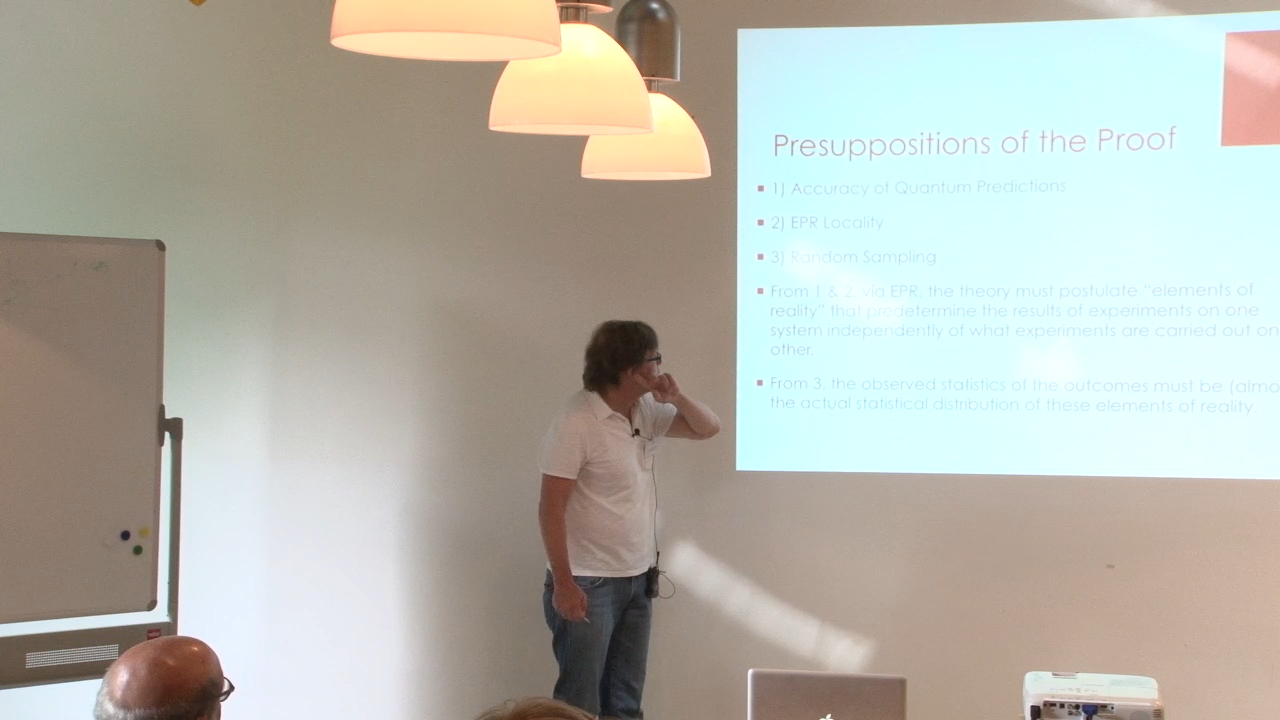 Presuppositions of the Proof
1) Accuracy of Quantum Predictions
2) EPR Locality
3) Random Sampling
From 1 & 2, via EPR, the theory must postulate "elements of
reality" that predetermine the results of experiments on one
system independently of what experiments are carried out on
other.
From 3, the observed statistics of the outcomes must be (almo
the actual statistical distribution of these elements of reality